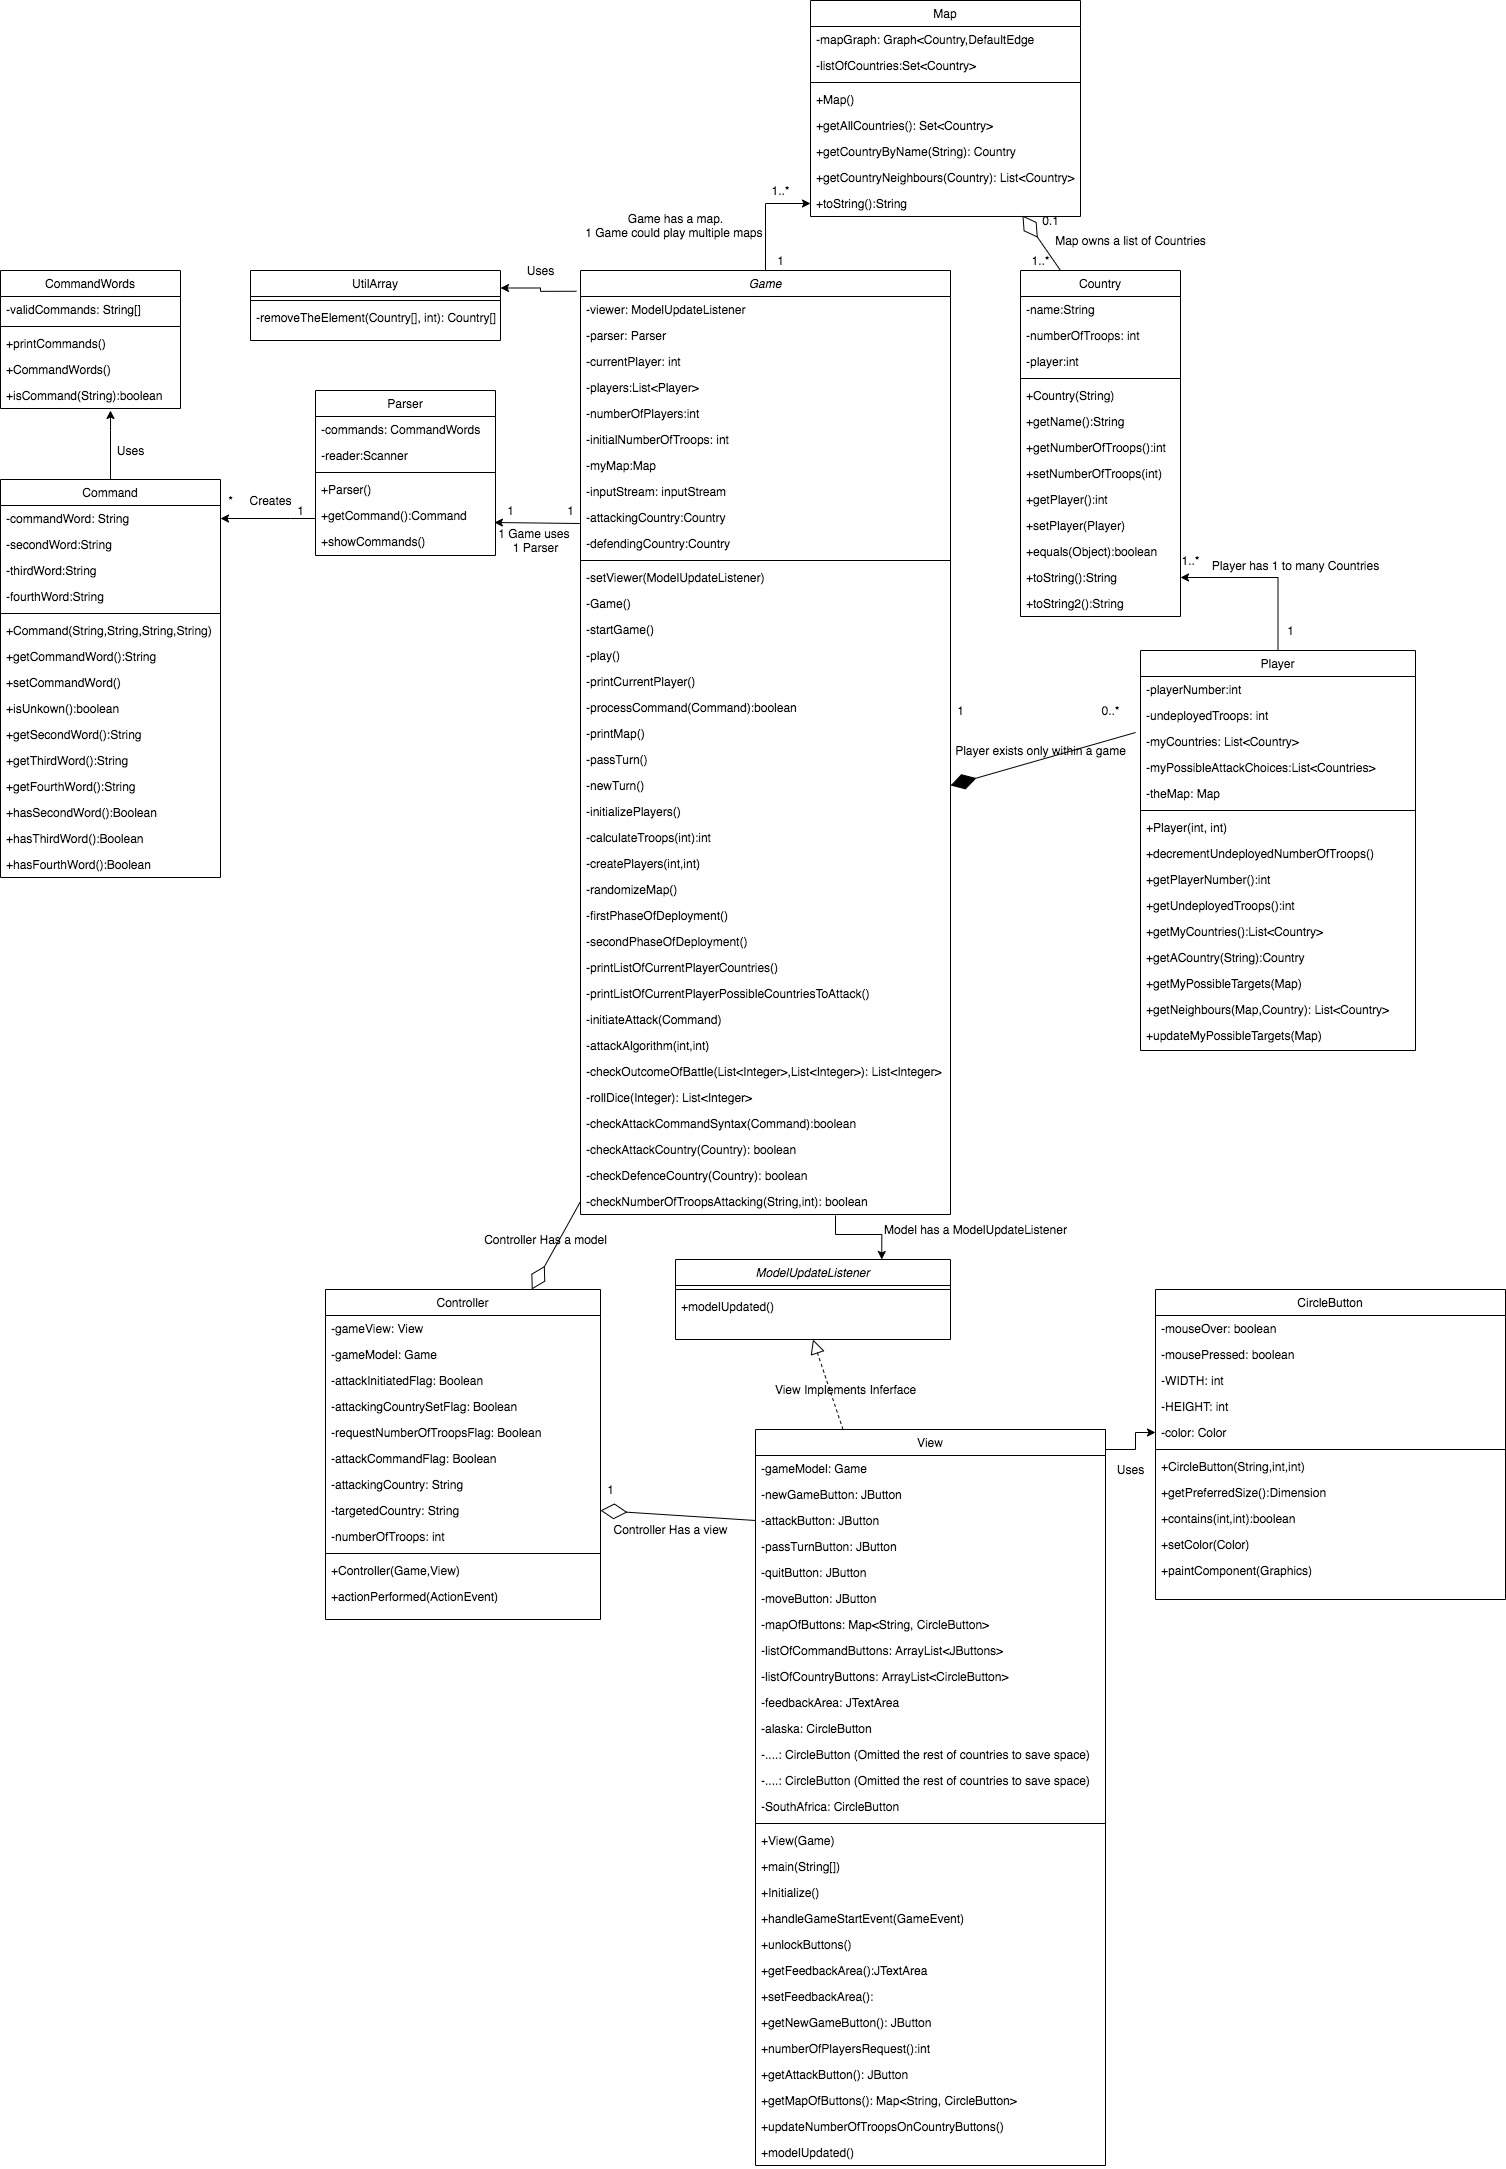 Map
-mapGraph: Graph<Country,DefaultEdge
-listOfCountries:Set<Country>
+Map()
+getAllCountries(): Set<Country>
+getCountryByName(String): Country
+getCountryNeighbours(Country): List<Country>
+toString():String
1..*
Game has a map.
1 Game could play multiple maps
1
0.1
Map owns a list of Countries
1..*
CommandWords
-validCommands: String[]
+printCommands()
+CommandWords()
+isCommand(String):boolean
Uses
UtilArray
-removeTheElement(Country[], int): Country[]
Uses
Parser
-commands: CommandWords
-reader:Scanner
+Parser()
+getCommand():Command
+showCommands()
*
Creates
1
1
1
1 Game uses
1 Parser
Command
-commandWord: String
-secondWord:String
-thirdWord:String
-fourthWord:String
+Command(String,String,String,String)
+getCommandWord():String
+setCommandWord()
+isUnkown():boolean
+getSecondWord():String
+getThirdWord():String
+getFourthWord():String
+hasSecondWord():Boolean
+hasThirdWord():Boolean
+hasFourthWord():Boolean
Game
-viewer: ModelUpdateListener
-parser: Parser
-currentPlayer: int
-players:List<Player>
-numberOfPlayers:int
-initialNumberOfTroops: int
-myMap:Map
-inputStream: inputStream
-attackingCountry:Country
-defendingCountry:Country
-setViewer(ModelUpdateListener)
-Game()
-startGame()
-play()
-printCurrentPlayer()
-processCommand(Command):boolean
-printMap()
-passTurn()
-newTurn()
-initializePlayers()
-calculateTroops(int):int
-createPlayers(int,int)
-randomizeMap()
-firstPhaseOfDeployment()
-secondPhaseOfDeployment()
-printListOfCurrentPlayerCountries()
-printListOfCurrentPlayerPossibleCountriesToAttack()
-initiateAttack(Command)
-attackAlgorithm(int,int)
-checkOutcomeOfBattle(List<Integer>,List<Integer>): List<Integer>
-rollDice(Integer): List<Integer>
-checkAttackCommandSyntax(Command):boolean
-checkAttackCountry(Country): boolean
-checkDefenceCountry(Country): boolean
-checkNumberOfTroopsAttacking(String,int): boolean
Country
-name:String
-numberOfTroops: int
-player:int
+Country(String)
+getName():String
+getNumberOfTroops():int
+setNumberOfTroops(int)
+getPlayer():int
+setPlayer(Player)
+equals(Object):boolean
+toString():String
+toString2():String
1..*
Player has 1 to many Countries
1
1
0..*
Player exists only within a game
Player
-playerNumber:int
-undeployedTroops: int
-myCountries: List<Country>
-myPossibleAttackChoices:List<Countries>
-theMap: Map
+Player(int, int)
+decrementUndeployedNumberOfTroops()
+getPlayerNumber():int
+getUndeployedTroops():int
+getMyCountries():List<Country>
+getACountry(String):Country
+getMyPossibleTargets(Map)
+getNeighbours(Map,Country): List<Country>
+updateMyPossibleTargets(Map)
Controller Has a model
Model has a ModelUpdateListener
ModelUpdateListener
+modelUpdated()
View Implements Inferface
Controller
-gameView: View
-gameModel: Game
-attackInitiatedFlag: Boolean
-attackingCountrySetFlag: Boolean
-requestNumberOfTroopsFlag: Boolean
-attackCommandFlag: Boolean
-attackingCountry: String
-targetedCountry: String
-numberOfTroops: int
+Controller(Game,View)
+actionPerformed(ActionEvent)
1
Controller Has a view
View
-gameModel: Game
-newGameButton: JButton
-attackButton: JButton
-passTurnButton: JButton
-quitButton: JButton
-moveButton: JButton
-mapOfButtons: Map<String, CircleButton>
-listOfCommandButtons: ArrayList<JButtons>
-listOfCountryButtons: ArrayList<CircleButton>
-feedbackArea: JTextArea
-alaska: CircleButton
-....: CircleButton (Omitted the rest of countries to save space)
-....: CircleButton (Omitted the rest of countries to save space)
-SouthAfrica: CircleButton
+View(Game)
+main(String[])
+Initialize()
+handleGameStartEvent(GameEvent)
+unlockButtons()
+getFeedbackArea():JTextArea
+setFeedbackArea():
+getNewGameButton(): JButton
+numberOfPlayersRequest():int
+getAttackButton(): JButton
+getMapOfButtons(): Map<String, CircleButton>
+updateNumberOfTroopsOnCountryButtons()
+modelUpdated()
Uses
CircleButton
-mouseOver: boolean
-mousePressed: boolean
-WIDTH: int
-HEIGHT: int
-color: Color
+CircleButton(String,int,int)
+getPreferredSize():Dimension
+contains(int,int):boolean
+setColor(Color)
+paintComponent(Graphics)